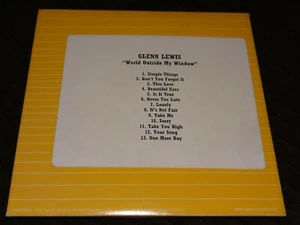 GLENN LEWIS
"World Outside My Window"
1. Simple Things
2. Don't You Forget It
3. This Love
4. Beautiful Eyes
5. Is It True
6. Never Too Late
7. Lonely
8. It's Not Fair
9. Take Me
10. Sorry
11. Take You High
12. Your Song
13. One More Day